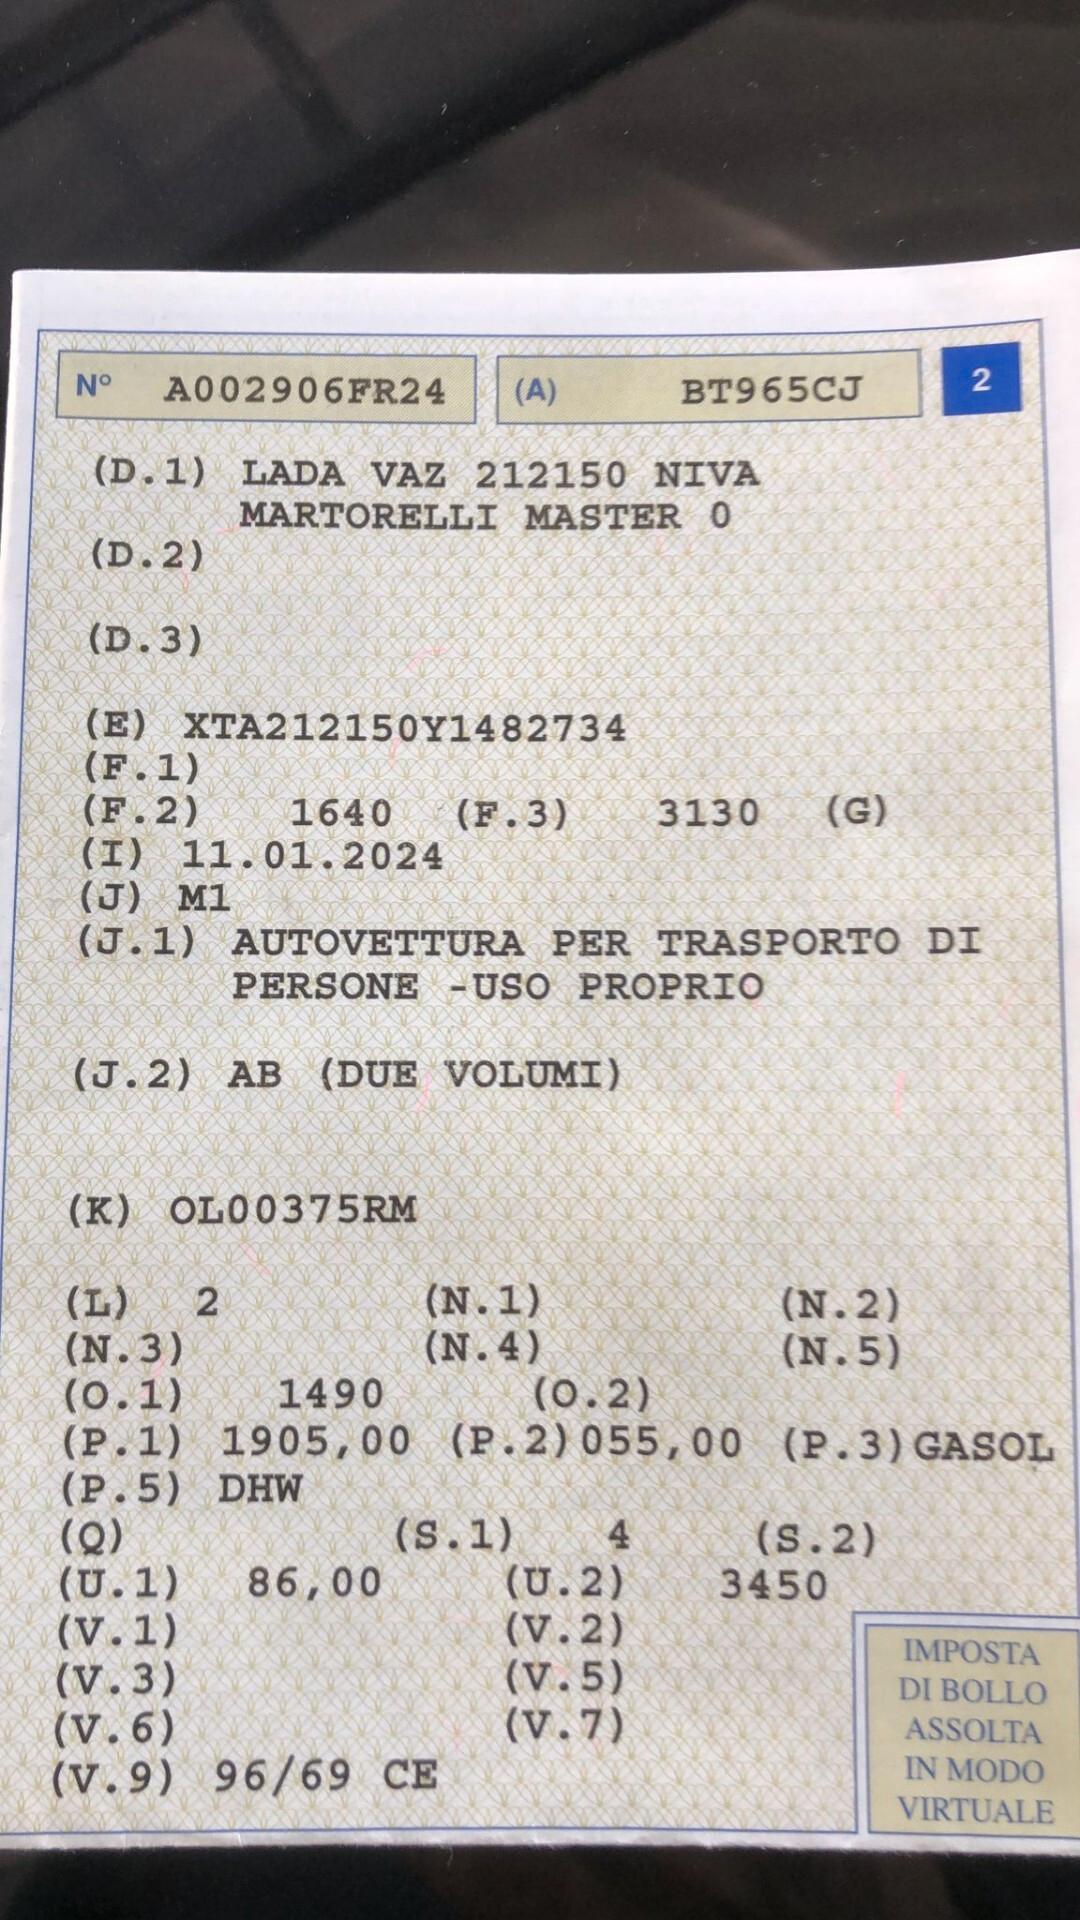 N° A002906FR24 (A) BT965CJ 2
(D.1) LADA VAZ 212150 NIVA
MARTORELLI MASTER 0
(D.2)
(D.3)
(E) XTA212150Y1482734
(F.1)
(F.2) 1640 (F.3) 3130 (G)
(I) 11.01.2024
(J) M1
(J.1) AUTOVETTURA PER TRASPORTO DI
PERSONE -USO PROPRIO
(J.2) AB (DUE VOLUMI)
(K) OL00375RM
(L) 2 (N.1) (N.2)
(N.3) (N.4) (N.5)
(O.1) 1490 (O.2)
(P.1) 1905,00 (P.2)055,00 (P.3)GASOL
(P.5) DHW
(Q) (S.1) 4 (S.2)
(U.1) 86,00 (U.2) 3450
(V.1) (V.2)
(V.3) (V.5)
(V.6) (V.7)
(V.9) 96/69 CE
IMPOSTA
DI BOLLO
ASSOLTA
IN MODO
VIRTUALE